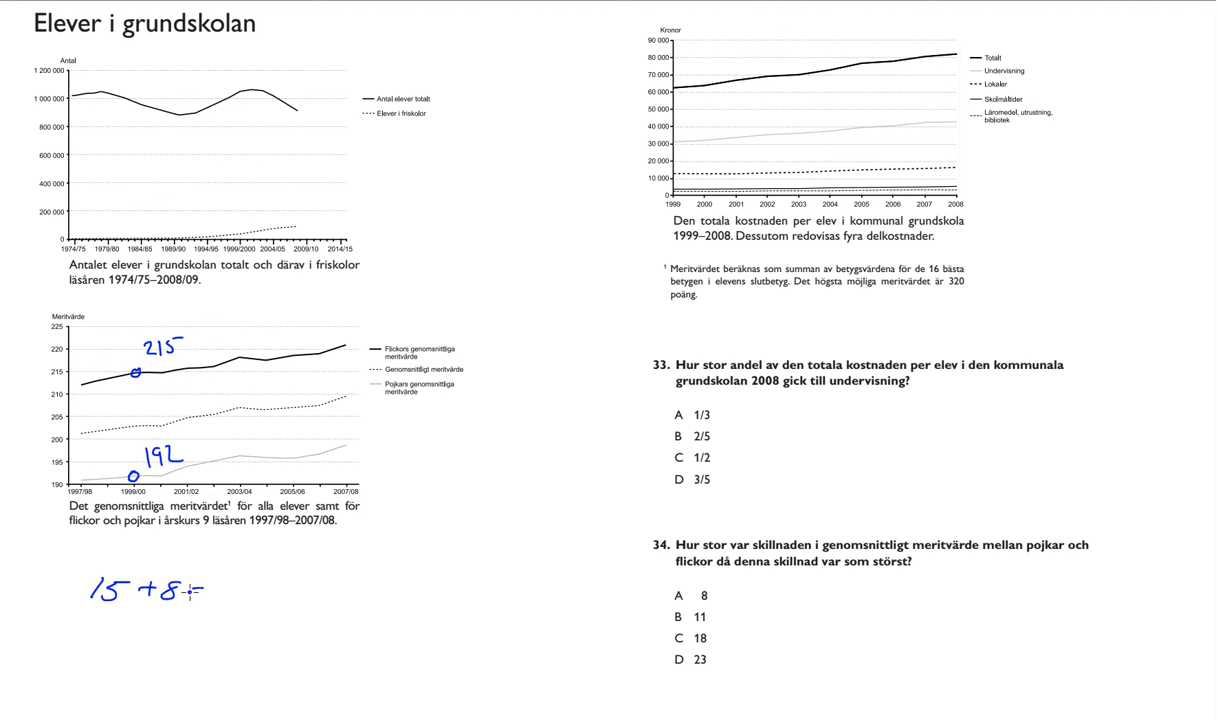 Elever i grundskolan
Antal
1 200 000
1 000 000
800 000
600 000
400 000
200 000
0
1974/75 1979/80 1984/85 1989/90 1994/95 1999/2000 2004/05 2009/10 2014/15
Antal elever totalt
Elever i friskolor
Antalet elever i grundskolan totalt och därav i friskolor
läsåren 1974/75–2008/09.
Meritvärde
225
220
215
210
205
200
195
190
1997/98 1999/00 2001/02 2003/04 2005/06 2007/08
215
192
Flickors genomsnittliga
meritvärde
Genomsnittligt meritvärde
Pojkars genomsnittliga
meritvärde
Det genomsnittliga meritvärdet¹ för alla elever samt för
flickor och pojkar i årskurs 9 läsåren 1997/98–2007/08.
15 + 8 =
Kronor
90 000
80 000
70 000
60 000
50 000
40 000
30 000
20 000
10 000
0
1999 2000 2001 2002 2003 2004 2005 2006 2007 2008
Totalt
Undervisning
Lokaler
Skolmåltider
Läromedel, utrustning,
bibliotek
Den totala kostnaden per elev i kommunal grundskola
1999–2008. Dessutom redovisas fyra delkostnader.
¹ Meritvärdet beräknas som summan av betygsvärdena för de 16 bästa
betygen i elevens slutbetyg. Det högsta möjliga meritvärdet är 320
poäng.
33. Hur stor andel av den totala kostnaden per elev i den kommunala
grundskolan 2008 gick till undervisning?
A 1/3
B 2/5
C 1/2
D 3/5
34. Hur stor var skillnaden i genomsnittligt meritvärde mellan pojkar och
flickor då denna skillnad var som störst?
A 8
B 11
C 18
D 23